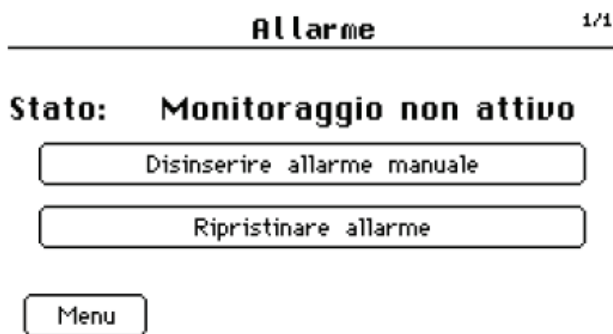 Allarme 1/1
Stato: Monitoraggio non attivo
Disinserire allarme manuale
Ripristinare allarme
Menu